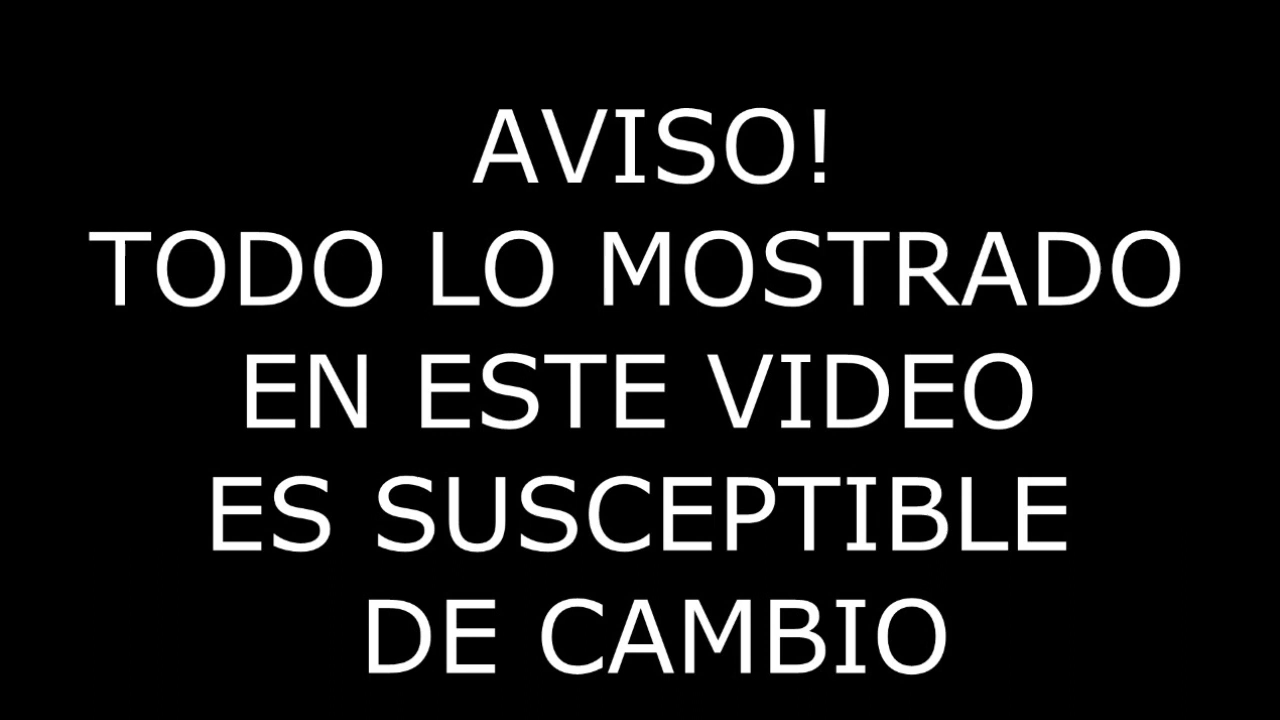 AVISO!
TODO LO MOSTRADO
EN ESTE VIDEO
ES SUSCEPTIBLE
DE CAMBIO